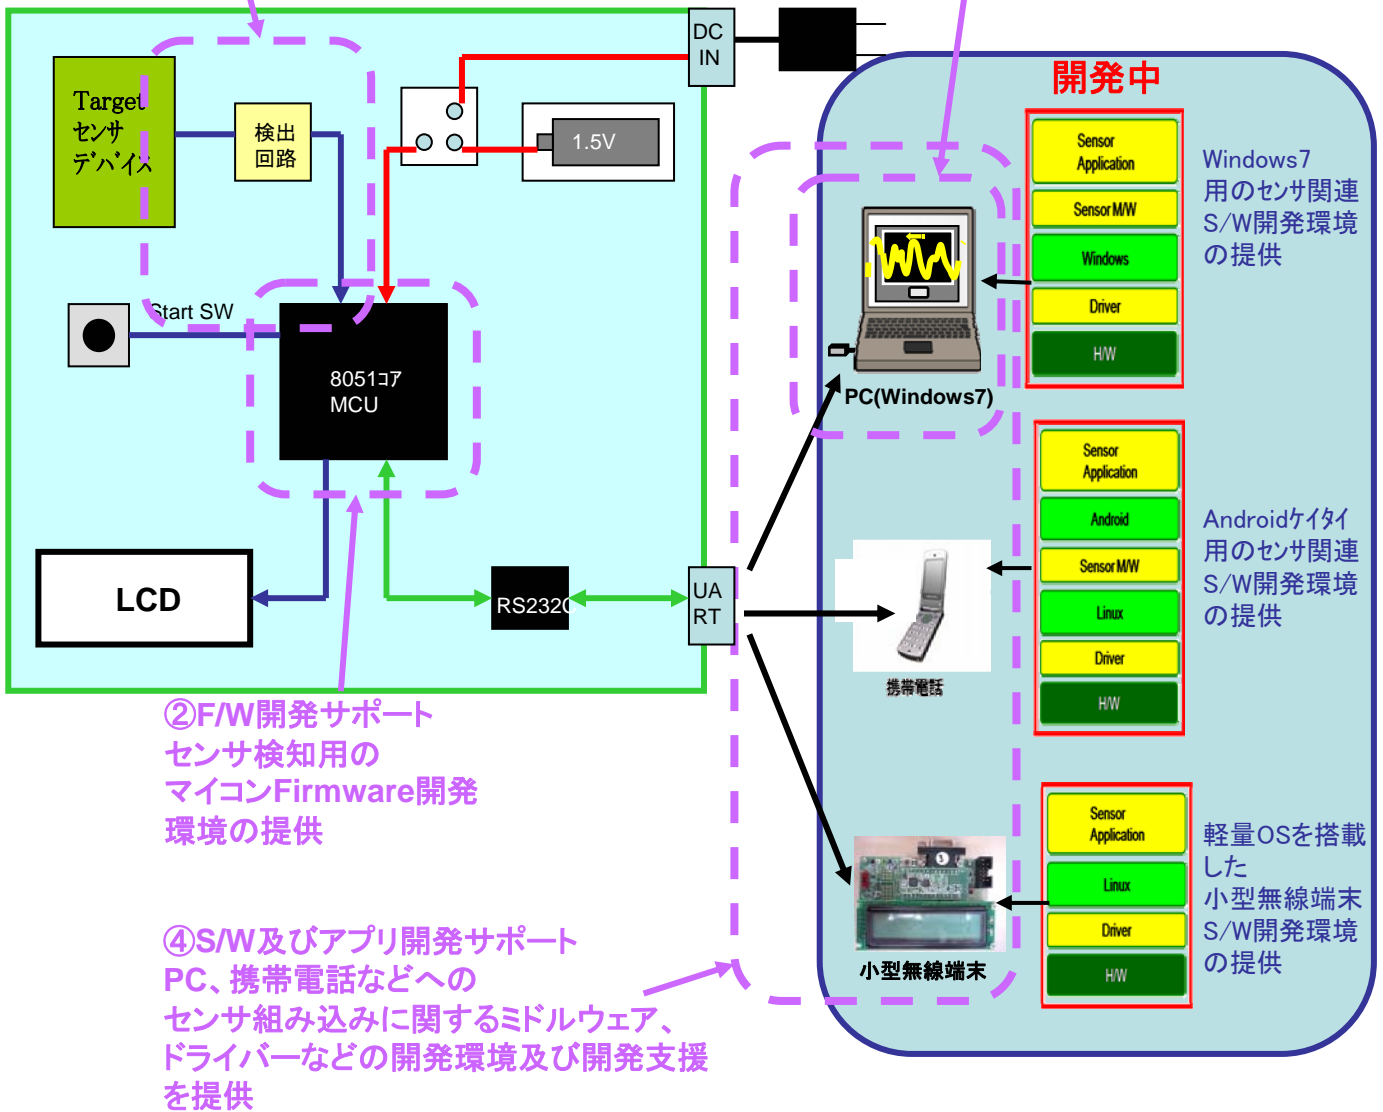 DC
IN
開発中
Target
センサ
デバイス
検出
回路
1.5V
Start SW
8051コア
MCU
LCD
RS232C
UA
RT
PC(Windows7)
携帯電話
小型無線端末
Sensor
Application
Sensor M/W
Windows
Driver
H/W
Windows7
用のセンサ関連
S/W開発環境
の提供
Sensor
Application
Android
Sensor M/W
Linux
Driver
H/W
Androidケイタイ
用のセンサ関連
S/W開発環境
の提供
Sensor
Application
Linux
Driver
H/W
軽量OSを搭載
した
小型無線端末
S/W開発環境
の提供
②F/W開発サポート
センサ検知用の
マイコンFirmware開発
環境の提供
④S/W及びアプリ開発サポート
PC、携帯電話などへの
センサ組み込みに関するミドルウェア、
ドライバーなどの開発環境及び開発支援
を提供